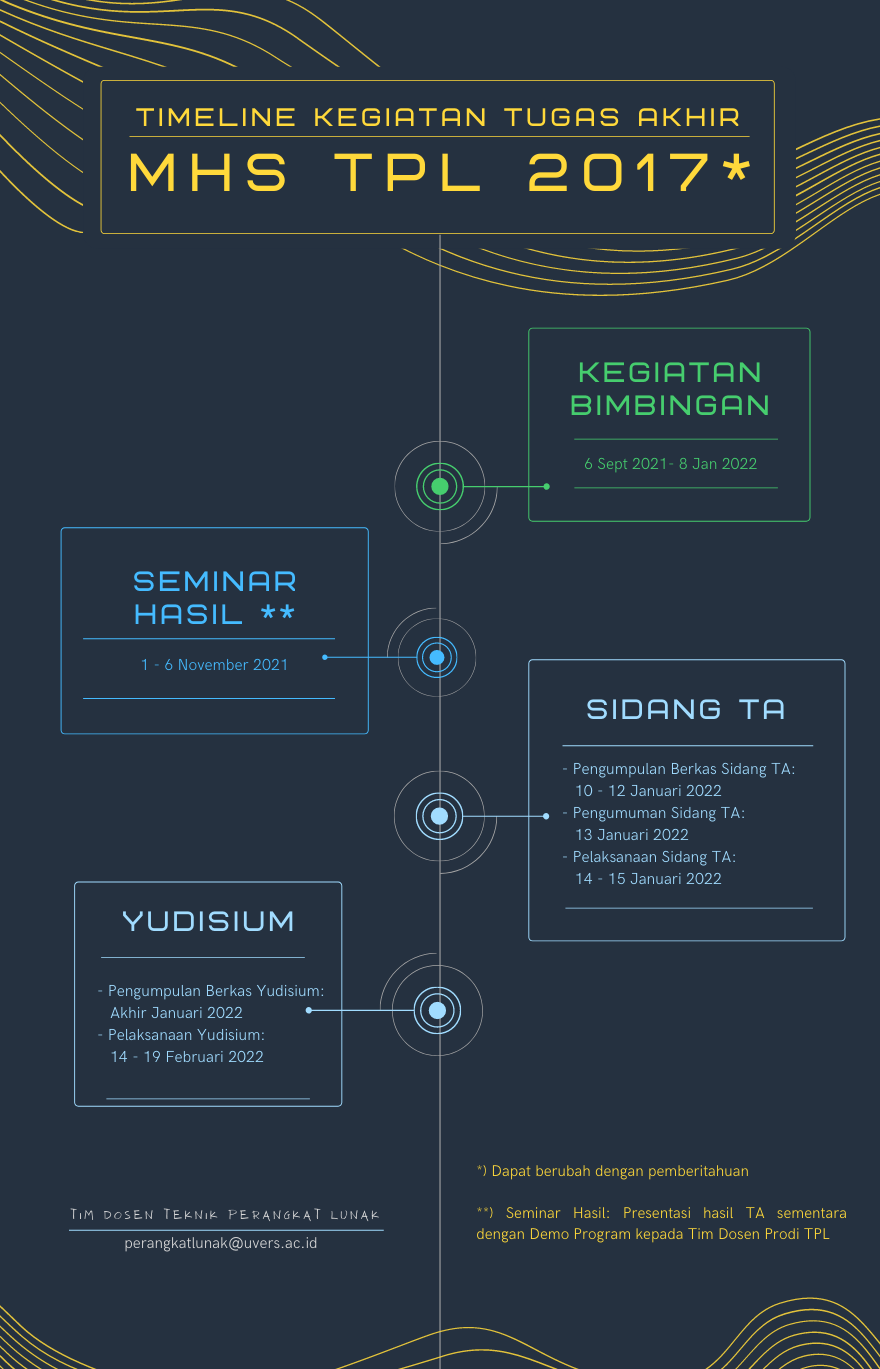 TIMELINE KEGIATAN TUGAS AKHIR
MHS TPL 2017*
KEGIATAN
BIMBINGAN
6 Sept 2021- 8 Jan 2022
SEMINAR
HASIL **
1 - 6 November 2021
SIDANG TA
- Pengumpulan Berkas Sidang TA:
10 - 12 Januari 2022
- Pengumuman Sidang TA:
13 Januari 2022
- Pelaksanaan Sidang TA:
14 - 15 Januari 2022
YUDISIUM
- Pengumpulan Berkas Yudisium:
Akhir Januari 2022
- Pelaksanaan Yudisium:
14 - 19 Februari 2022
*) Dapat berubah dengan pemberitahuan
**) Seminar Hasil: Presentasi hasil TA sementara
dengan Demo Program kepada Tim Dosen Prodi TPL
TIM DOSEN TEKNIK PERANGKAT LUNAK
perangkatlunak@uvers.ac.id